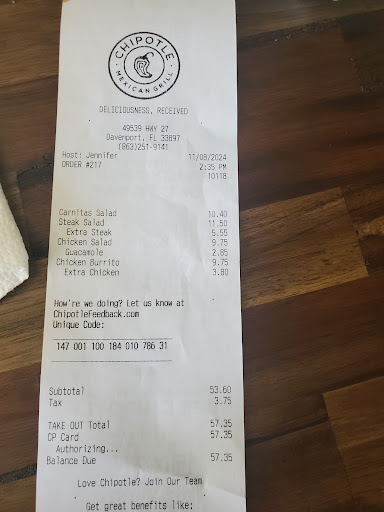 CHIPOTLE
MEXICAN GRILL
DELICIOUSNESS, RECEIVED
49539 HWY 27
Davenport, FL 33897
(863)251-9141
Host: Jennifer 11/08/2024
ORDER #217 2:35 PM
10118
Carnitas Salad 10.40
Steak Salad 11.50
Extra Steak 5.55
Chicken Salad 9.75
Guacamole 2.85
Chicken Burrito 9.75
Extra Chicken 3.80
How're we doing? Let us know at
ChipotleFeedback.com
Unique Code:
147 001 100 184 010 786 31
Subtotal 53.60
Tax 3.75
TAKE OUT Total 57.35
CP Card 57.35
Authorizing...
Balance Due 57.35
Love Chipotle? Join Our Team
Get great benefits like: